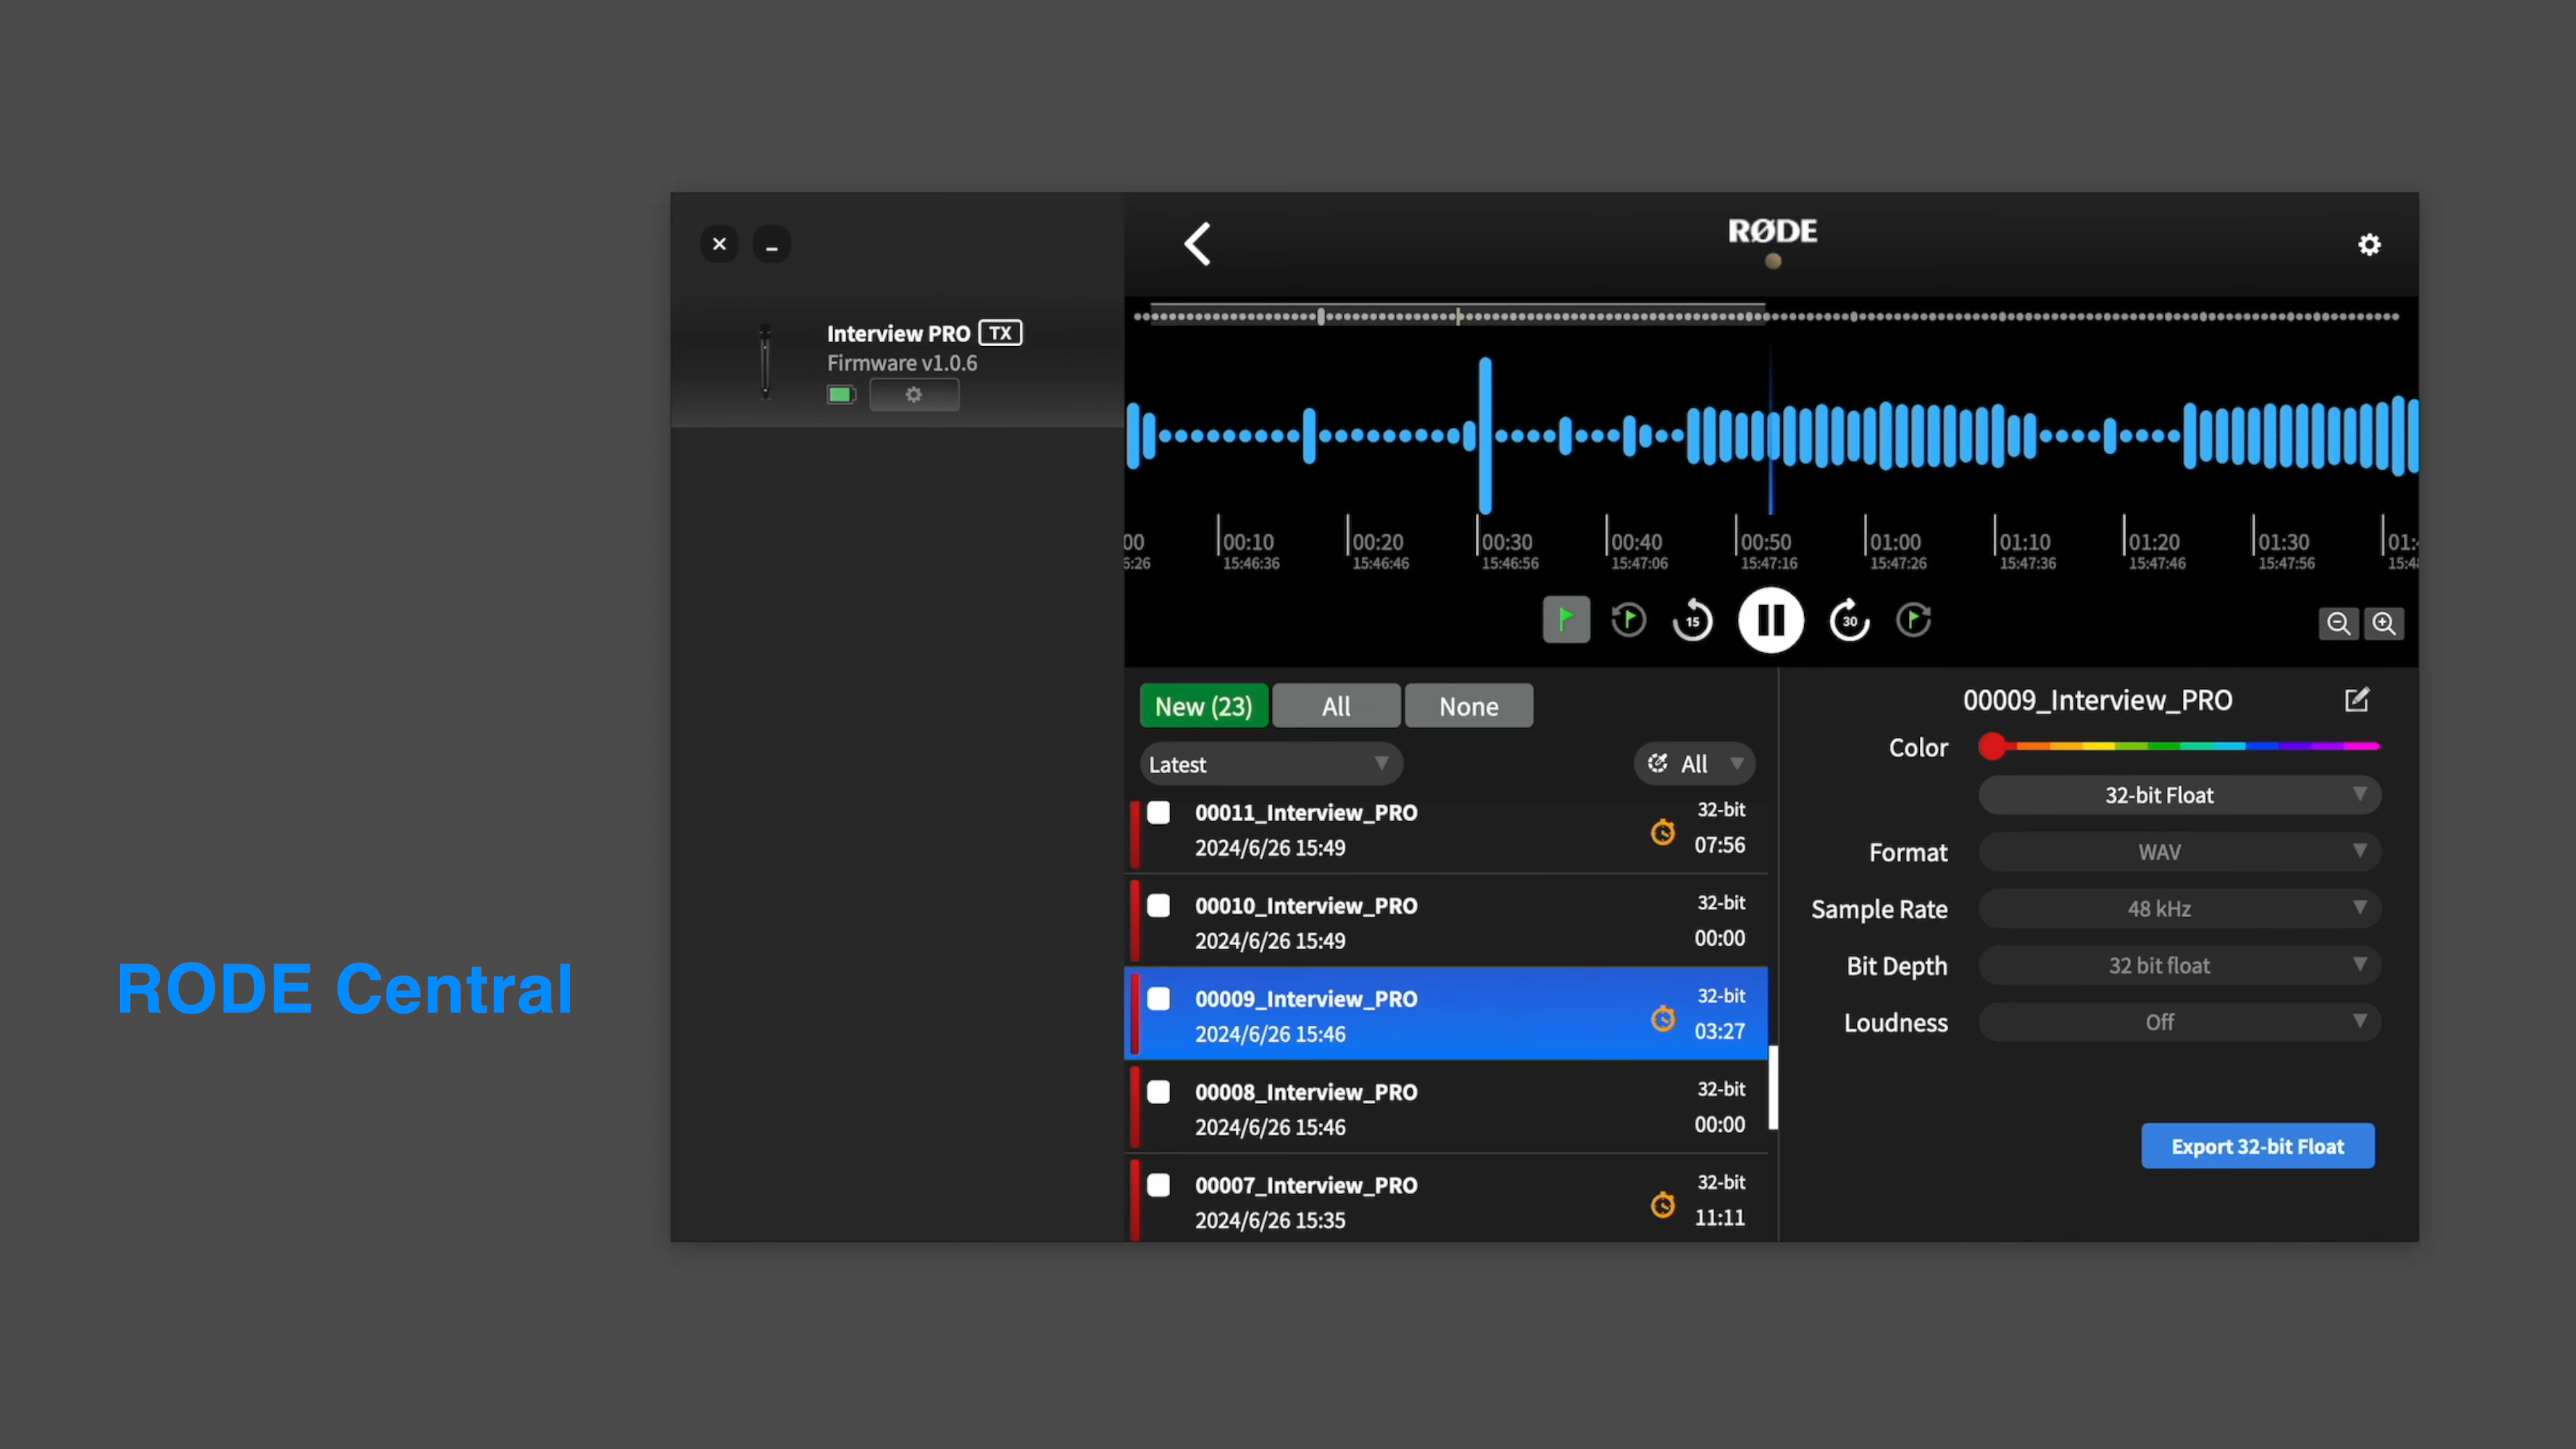 RØDE
Interview PRO TX
Firmware v1.0.6
00:10 00:20 00:30 00:40 00:50 01:00 01:10 01:20 01:30
15:46:36 15:46:46 15:46:56 15:47:06 15:47:16 15:47:26 15:47:36 15:47:46 15:47:56
15 30
New (23) All None
Latest All
00011_Interview_PRO 32-bit
2024/6/26 15:49 07:56
00010_Interview_PRO 32-bit
2024/6/26 15:49 00:00
00009_Interview_PRO 32-bit
2024/6/26 15:46 03:27
00008_Interview_PRO 32-bit
2024/6/26 15:46 00:00
00007_Interview_PRO 32-bit
2024/6/26 15:35 11:11
00009_Interview_PRO
Color
32-bit Float
Format WAV
Sample Rate 48 kHz
Bit Depth 32 bit float
Loudness Off
Export 32-bit Float
RODE Central